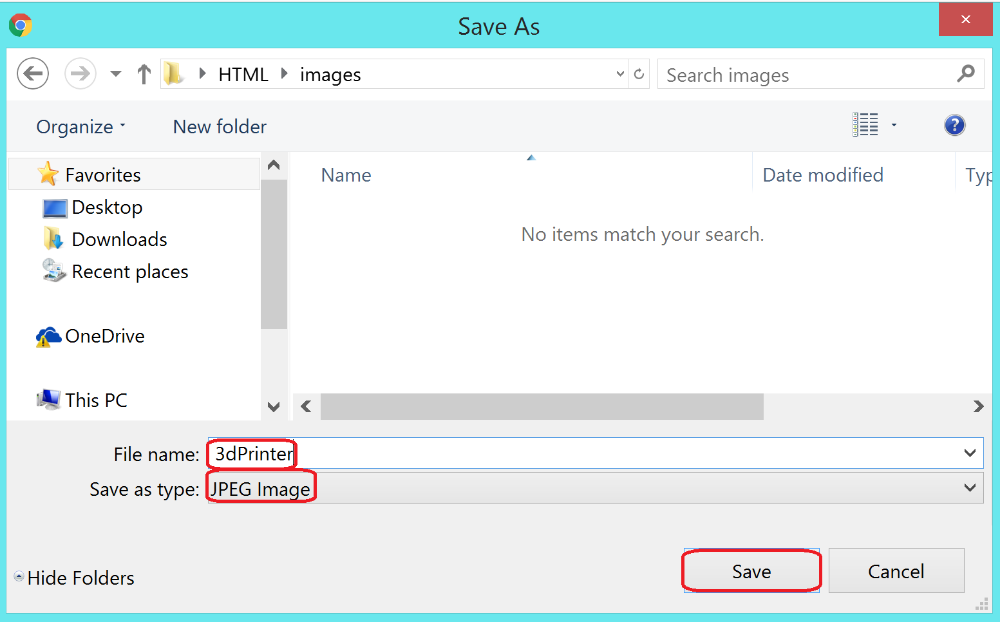 Save As
HTML images
Search images
Organize New folder
Favorites
Desktop
Downloads
Recent places
OneDrive
This PC
Name Date modified Typ
No items match your search.
File name: 3dPrinter
Save as type: JPEG Image
Hide Folders
Save Cancel